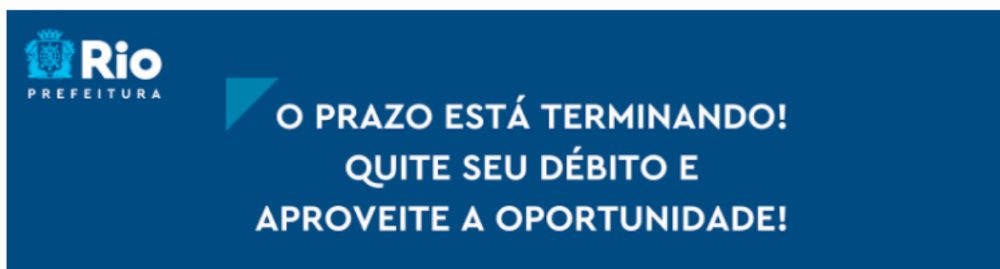 Rio
PREFEITURA
O PRAZO ESTÁ TERMINANDO!
QUITE SEU DÉBITO E
APROVEITE A OPORTUNIDADE!